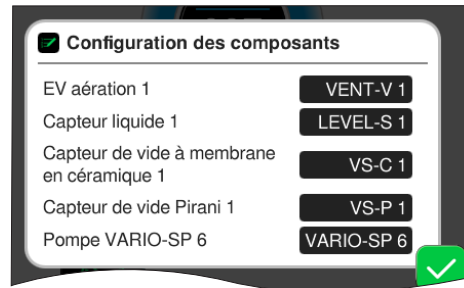 Configuration des composants
EV aération 1 VENT-V 1
Capteur liquide 1 LEVEL-S 1
Capteur de vide à membrane
en céramique 1 VS-C 1
Capteur de vide Pirani 1 VS-P 1
Pompe VARIO-SP 6 VARIO-SP 6